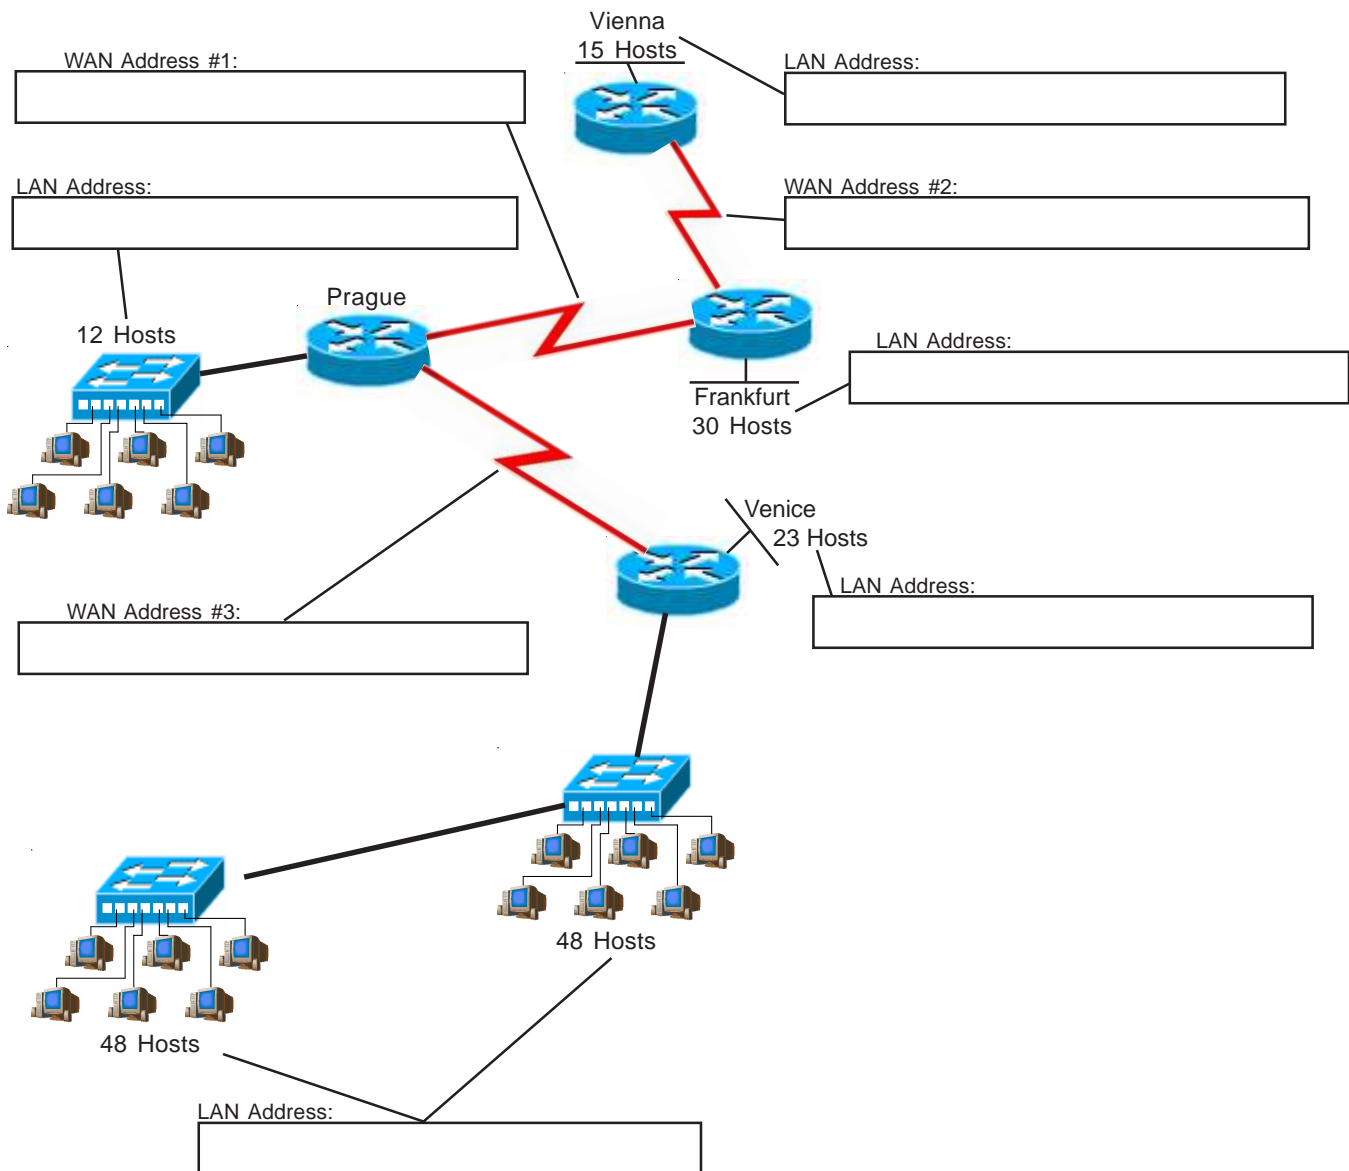 Vienna
15 Hosts
WAN Address #1:
LAN Address:
LAN Address:
WAN Address #2:
Prague
12 Hosts
LAN Address:
Frankfurt
30 Hosts
Venice
23 Hosts
LAN Address:
WAN Address #3:
48 Hosts
48 Hosts
LAN Address: